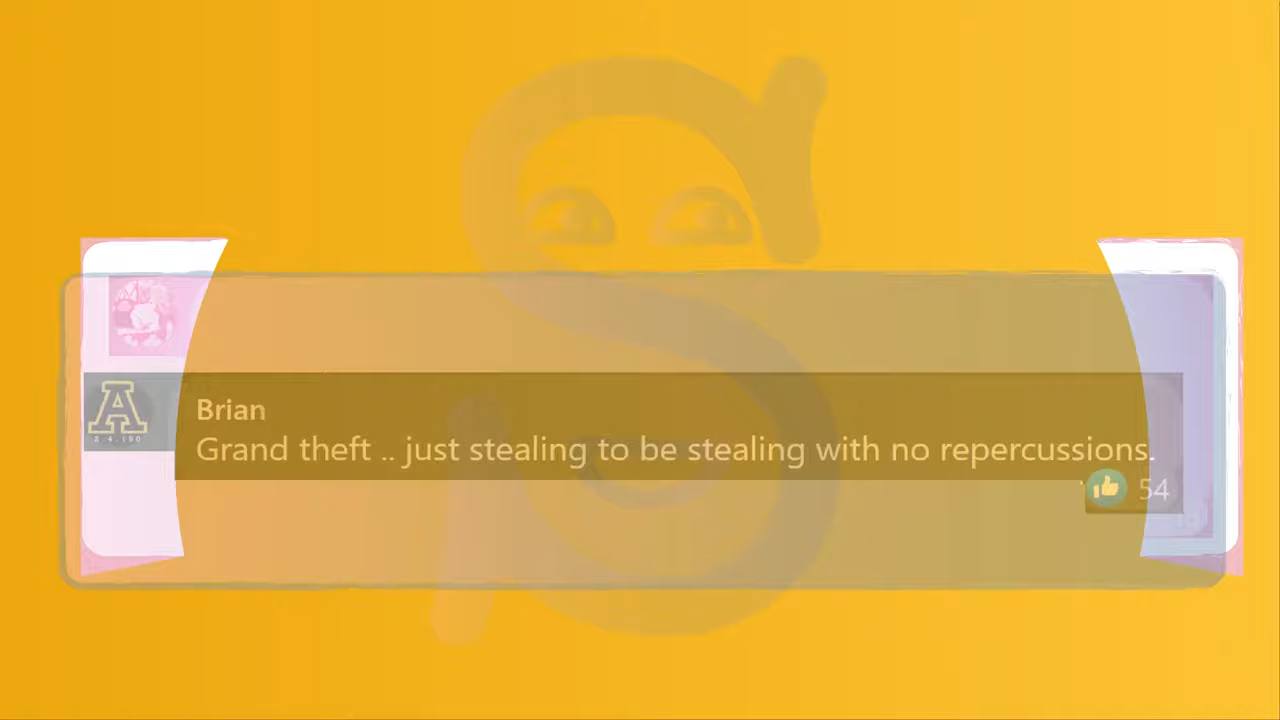 Brian
Grand theft .. just stealing to be stealing with no repercussions.
54